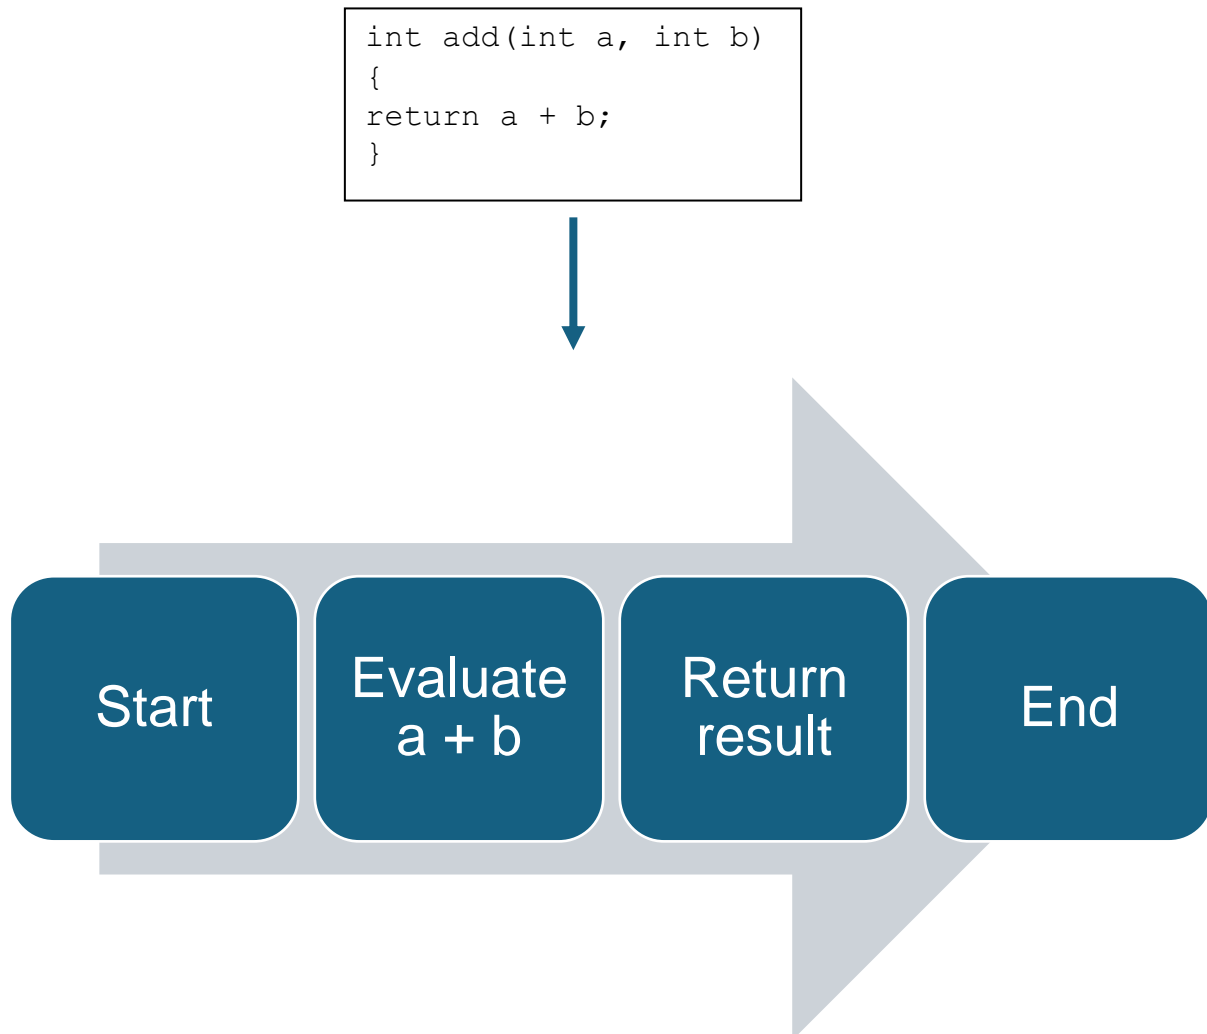 int add(int a, int b)
{
return a + b;
}
Start
Evaluate
a + b
Return
result
End